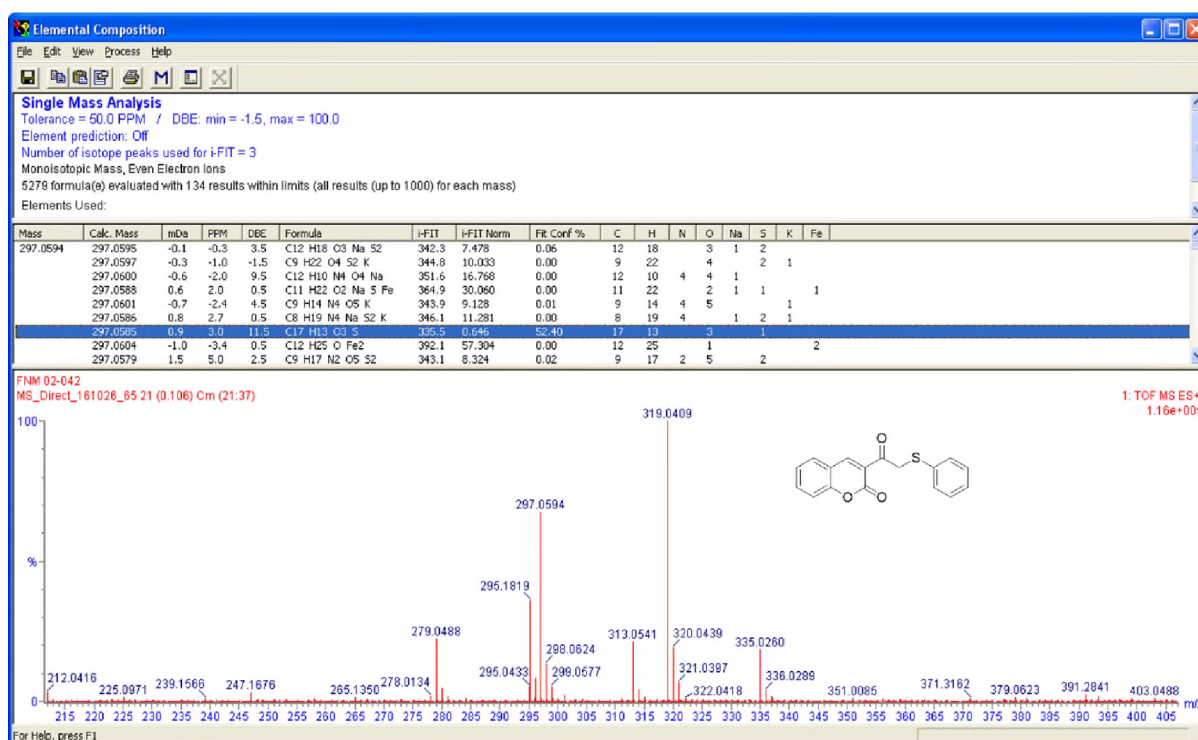 Elemental Composition
File Edit View Process Help
M
Single Mass Analysis
Tolerance = 50.0 PPM / DBE: min = -1.5, max = 100.0
Element prediction: Off
Number of isotope peaks used for i-FIT = 3
Monoisotopic Mass, Even Electron Ions
5279 formula(e) evaluated with 134 results within limits (all results (up to 1000) for each mass)
Elements Used:
Mass Calc. Mass mDa PPM DBE Formula i-FIT i-FIT Norm Fit Conf % C H N O Na S K Fe
297.0594 297.0595 -0.1 -0.3 3.5 C12 H18 O3 Na S2 342.3 7.478 0.06 12 18 3 1 2
297.0597 -0.3 -1.0 -1.5 C9 H22 O4 S2 K 344.8 10.033 0.00 9 22 4 2 1
297.0600 -0.6 -2.0 9.5 C12 H10 N4 O4 Na 351.6 16.768 0.00 12 10 4 4 1
297.0588 0.6 2.0 0.5 C11 H22 O2 Na S Fe 364.9 30.060 0.00 11 22 2 1 1 1
297.0601 -0.7 -2.4 4.5 C9 H14 N4 O5 K 343.9 9.128 0.01 9 14 4 5 1
297.0586 0.8 2.7 0.5 C8 H19 N4 Na S2 K 346.1 11.281 0.00 8 19 4 1 2 1
297.0585 0.9 3.0 11.5 C17 H13 O3 S 335.5 0.646 52.40 17 13 3 1
297.0604 -1.0 -3.4 0.5 C12 H25 O Fe2 392.1 57.304 0.00 12 25 1 2
297.0579 1.5 5.0 2.5 C9 H17 N2 O5 S2 343.1 8.324 0.02 9 17 2 5 2
FNM 02-042
MS_Direct_161026_65 21 (0.106) Cm (21:37)
1: TOF MS ES+
1.16e+00
100
%
0
319.0409
297.0594
295.1819
279.0488
313.0541
320.0439
335.0260
298.0624
295.0433
299.0577
278.0134
321.0397
322.0418
336.0289
212.0416
225.0971
239.1566
247.1676
265.1350
351.0085
371.3162
379.0623
391.2841
403.0488
O
S
O
O
215 220 225 230 235 240 245 250 255 260 265 270 275 280 285 290 295 300 305 310 315 320 325 330 335 340 345 350 355 360 365 370 375 380 385 390 395 400 405
For Help, press F1